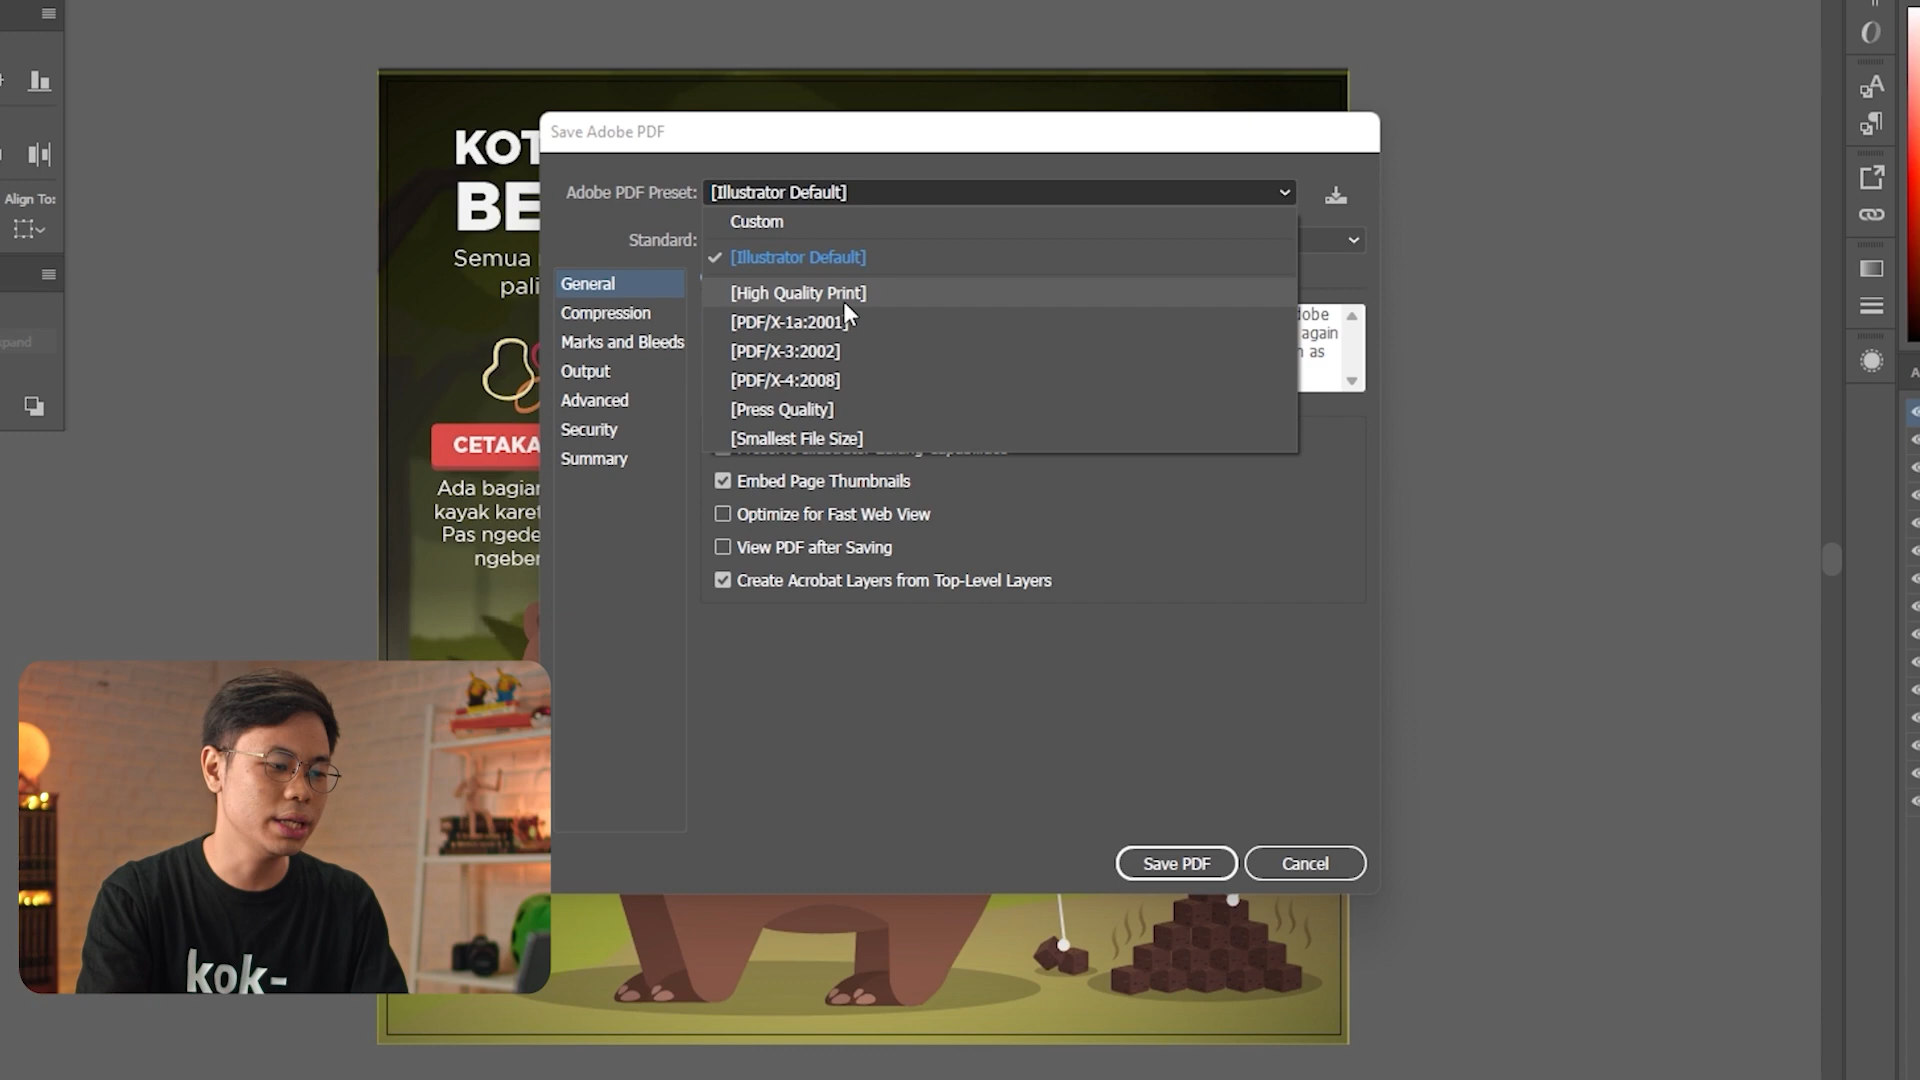 Save Adobe PDF
Adobe PDF Preset: [Illustrator Default]
Custom
Standard:
[Illustrator Default]
[High Quality Print]
[PDF/X-1a:2001]
[PDF/X-3:2002]
[PDF/X-4:2008]
[Press Quality]
[Smallest File Size]
General
Compression
Marks and Bleeds
Output
Advanced
Security
Summary
again
as
Embed Page Thumbnails
Optimize for Fast Web View
View PDF after Saving
Create Acrobat Layers from Top-Level Layers
Save PDF
Cancel
Align To:
KOT
BE
Semua
pali
CETAKA
Ada bagian
kayak karet
Pas ngede
ngeber
kok-